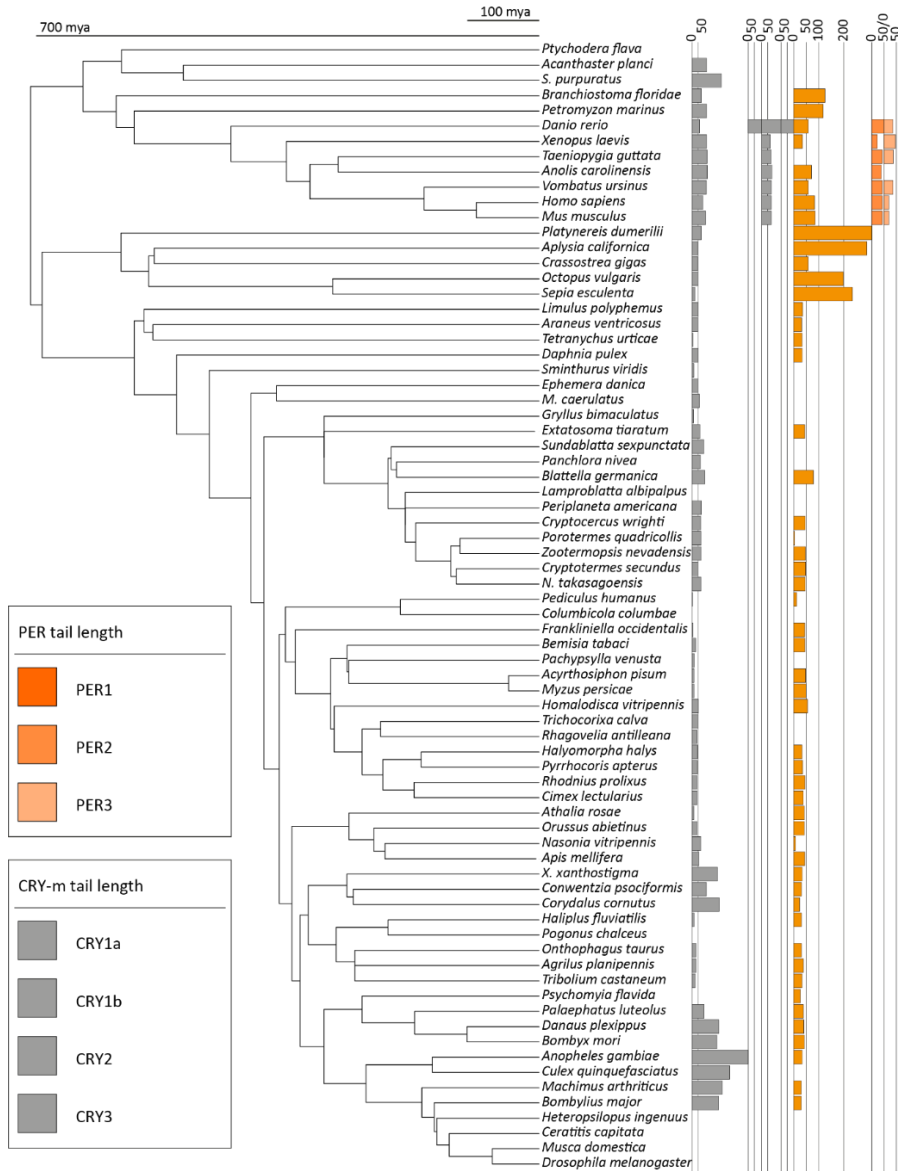 700 mya
100 mya
0 50 0 50 0 50 0 50 0 50 100 200 0 50/0 50
Ptychodera flava
Acanthaster planci
S. purpuratus
Branchiostoma floridae
Petromyzon marinus
Danio rerio
Xenopus laevis
Taeniopygia guttata
Anolis carolinensis
Vombatus ursinus
Homo sapiens
Mus musculus
Platynereis dumerilii
Aplysia californica
Crassostrea gigas
Octopus vulgaris
Sepia esculenta
Limulus polyphemus
Araneus ventricosus
Tetranychus urticae
Daphnia pulex
Sminthurus viridis
Ephemera danica
M. caerulatus
Gryllus bimaculatus
Extatosoma tiaratum
Sundablatta sexpunctata
Panchlora nivea
Blattella germanica
Lamproblatta albipalpus
Periplaneta americana
Cryptocercus wrighti
Porotermes quadricollis
Zootermopsis nevadensis
Cryptotermes secundus
N. takasagoensis
Pediculus humanus
Columbicola columbae
Frankliniella occidentalis
Bemisia tabaci
Pachypsylla venusta
Acyrthosiphon pisum
Myzus persicae
Homalodisca vitripennis
Trichocorixa calva
Rhagovelia antilleana
Halyomorpha halys
Pyrrhocoris apterus
Rhodnius prolixus
Cimex lectularius
Athalia rosae
Orussus abietinus
Nasonia vitripennis
Apis mellifera
X. xanthostigma
Conwentzia psociformis
Corydalus cornutus
Haliplus fluviatilis
Pogonus chalceus
Onthophagus taurus
Agrilus planipennis
Tribolium castaneum
Psychomyia flavida
Palaephatus luteolus
Danaus plexippus
Bombyx mori
Anopheles gambiae
Culex quinquefasciatus
Machimus arthriticus
Bombylius major
Heteropsilopus ingenuus
Ceratitis capitata
Musca domestica
Drosophila melanogaster
PER tail length
PER1
PER2
PER3
CRY-m tail length
CRY1a
CRY1b
CRY2
CRY3